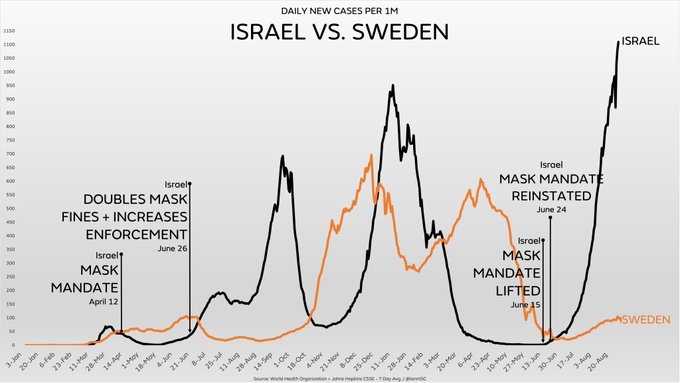 DAILY NEW CASES PER 1M
ISRAEL VS. SWEDEN
1150
1100
1050
1000
950
900
850
800
750
700
650
600
550
500
450
400
350
300
250
200
150
100
50
0
ISRAEL
Israel
DOUBLES MASK
FINES + INCREASES
ENFORCEMENT
June 26
Israel
MASK
MANDATE
April 12
Israel
MASK MANDATE
REINSTATED
June 24
Israel
MASK
MANDATE
LIFTED
June 15
SWEDEN
3-Jan 20-Jan 6-Feb 23-Feb 11-Mar 28-Mar 14-Apr 1-May 18-May 4-Jun 21-Jun 8-Jul 25-Jul 11-Aug 28-Aug 14-Sep 1-Oct 18-Oct 4-Nov 21-Nov 8-Dec 25-Dec 11-Jan 28-Jan 14-Feb 3-Mar 20-Mar 6-Apr 23-Apr 10-May 27-May 13-Jun 30-Jun 17-Jul 3-Aug 20-Aug
Source: World Health Organization • Johns Hopkins CSSE - 7 Day Avg. / @ianmSC